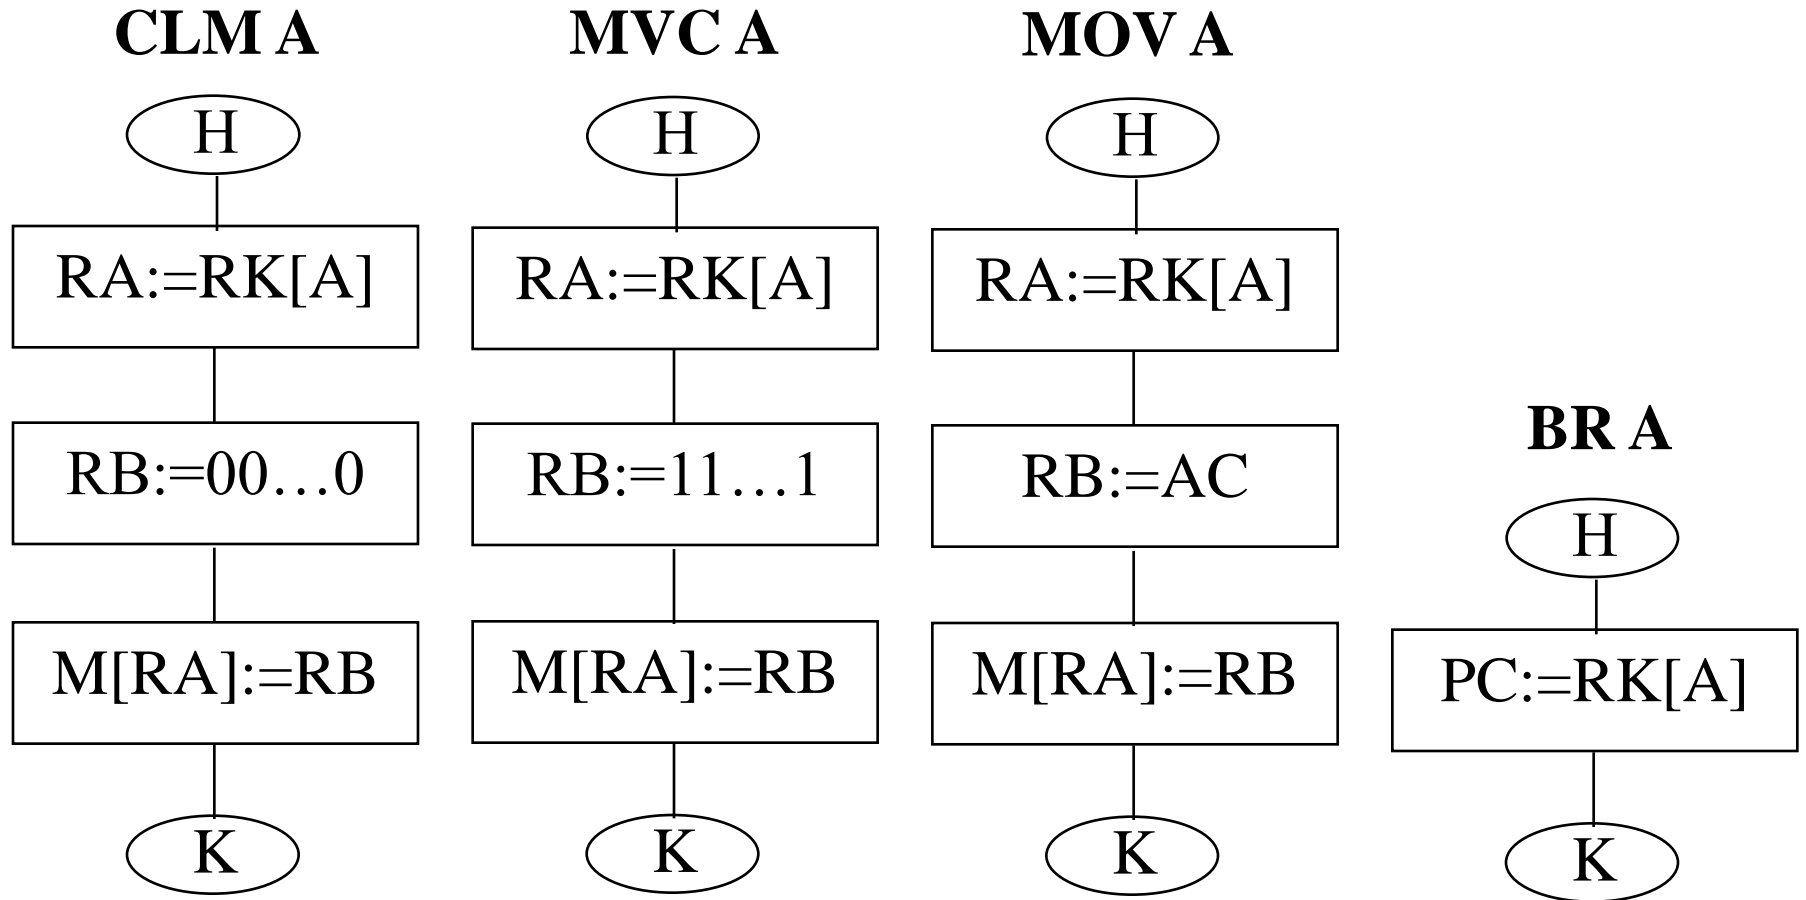 CLM A
H
RA:=RK[A]
RB:=00…0
M[RA]:=RB
K
MVC A
H
RA:=RK[A]
RB:=11…1
M[RA]:=RB
K
MOV A
H
RA:=RK[A]
RB:=AC
M[RA]:=RB
K
BR A
H
PC:=RK[A]
K